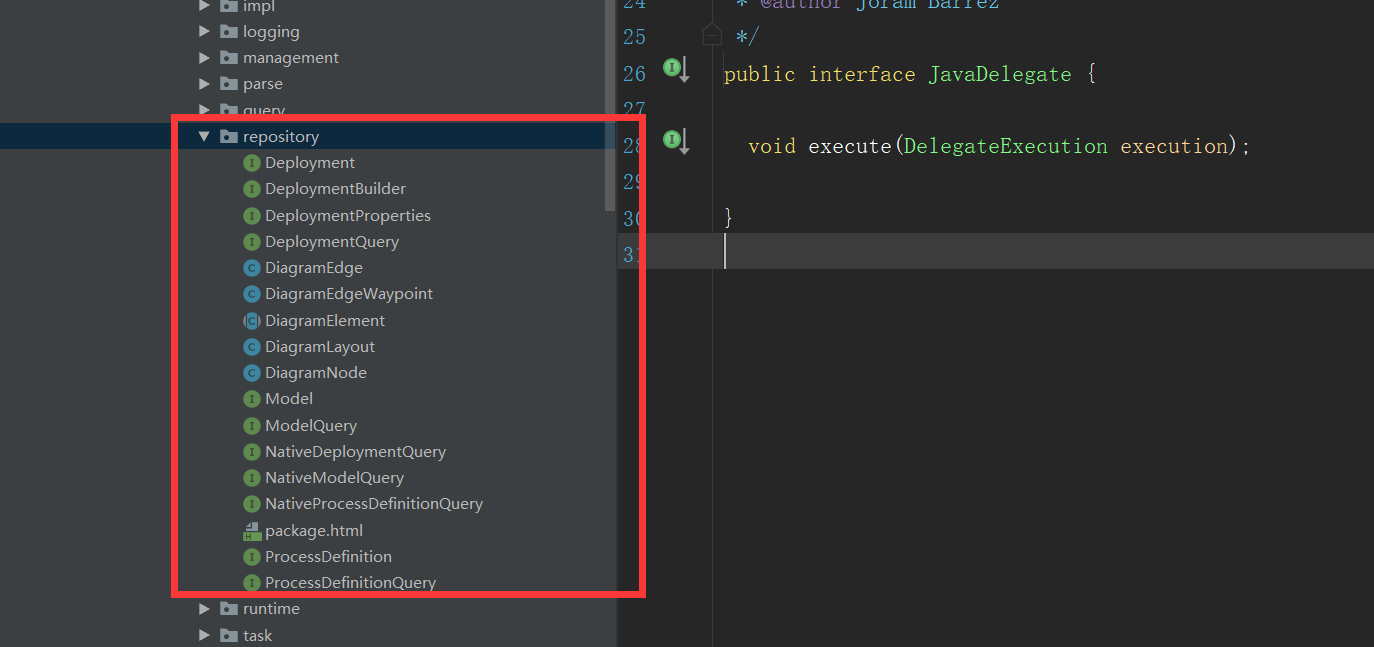 impl
logging
management
parse
query
repository
Deployment
DeploymentBuilder
DeploymentProperties
DeploymentQuery
DiagramEdge
DiagramEdgeWaypoint
DiagramElement
DiagramLayout
DiagramNode
Model
ModelQuery
NativeDeploymentQuery
NativeModelQuery
NativeProcessDefinitionQuery
package.html
ProcessDefinition
ProcessDefinitionQuery
runtime
task
24 * @author Joram Barrez
25 */
26 public interface JavaDelegate {
27
28 void execute(DelegateExecution execution);
29
30 }
31